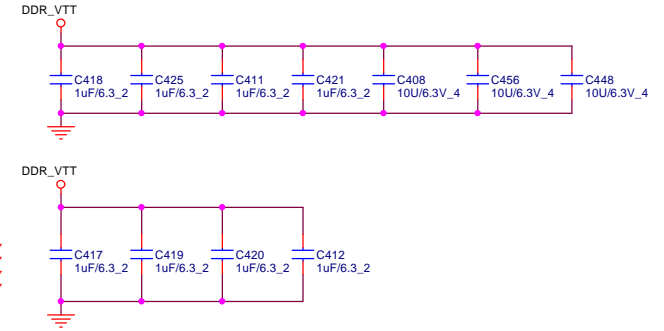 DDR_VTT
C418 C425 C411 C421 C408 C456 C448
1uF/6.3_2 1uF/6.3_2 1uF/6.3_2 1uF/6.3_2 10U/6.3V_4 10U/6.3V_4 10U/6.3V_4
DDR_VTT
C417 C419 C420 C412
1uF/6.3_2 1uF/6.3_2 1uF/6.3_2 1uF/6.3_2